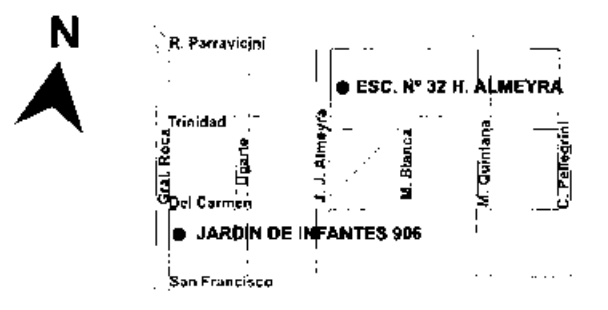 N
R. Parravicini
ESC. Nº 32 H. ALMEYRA
Trinidad
Gral. Roca
Ugarte
J. J. Almeyra
M. Blanca
M. Quintana
C. Pellegrini
Del Carmen
JARDIN DE INFANTES 906
San Francisco